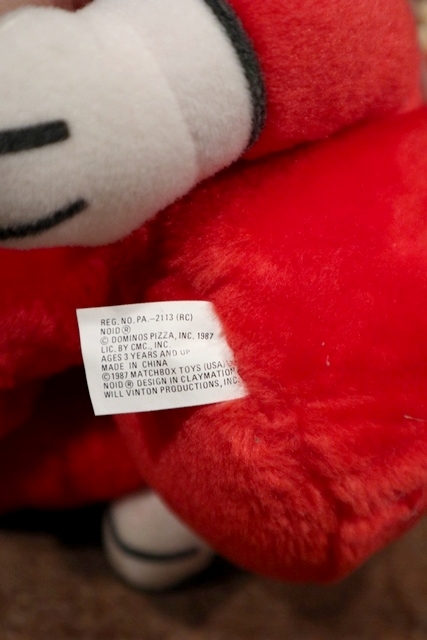 REG. NO. PA.-2113 (RC)
NOID®
© DOMINOS PIZZA, INC. 1987
LIC. BY CMC., INC.
AGES 3 YEARS AND UP
MADE IN CHINA
©1987 MATCHBOX TOYS (USA)
NOID® DESIGN IN CLAYMATION
WILL VINTON PRODUCTIONS, INC.